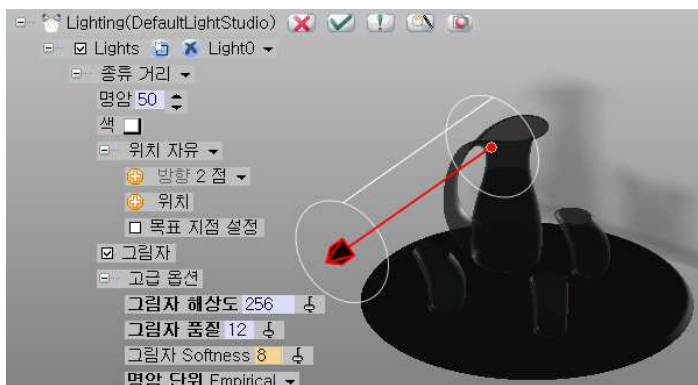 Lighting(DefaultLightStudio)
Lights Light0
종류 거리
명암 50
색
위치 자유
방향 2 점
위치
목표 지점 설정
그림자
고급 옵션
그림자 해상도 256
그림자 품질 12
그림자 Softness 8
명암 단위 Empirical